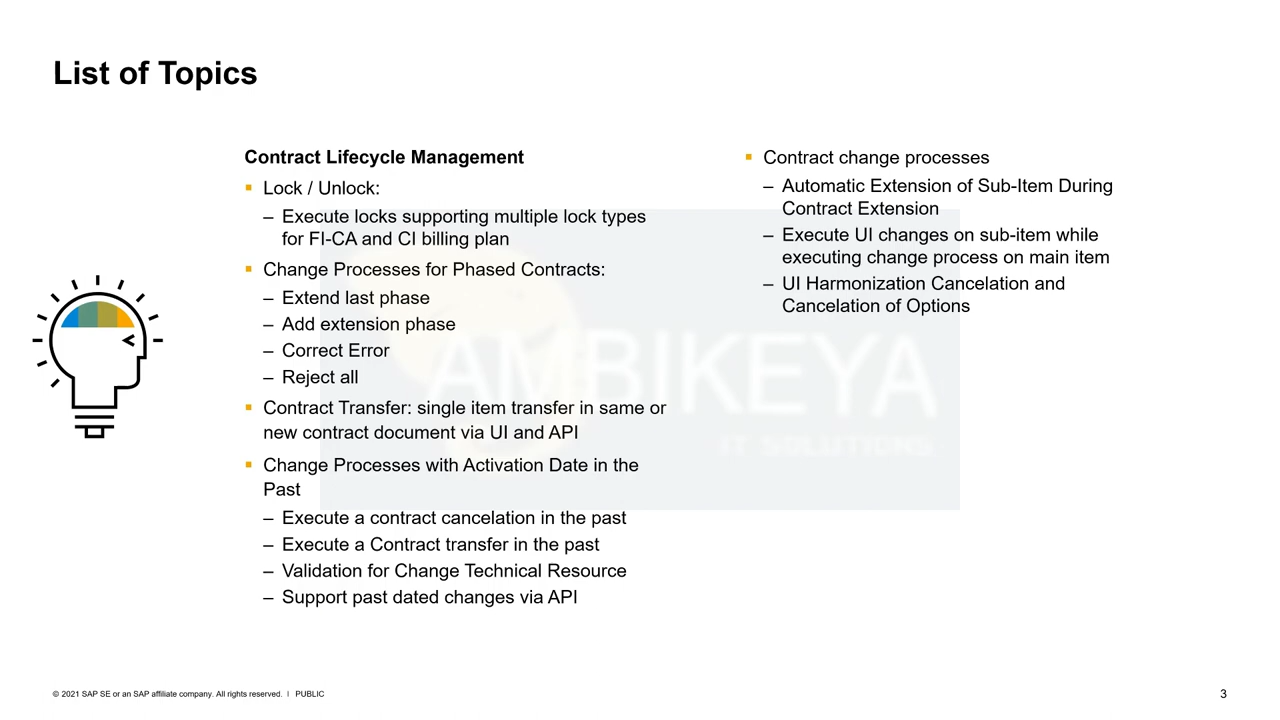 List of Topics
Contract Lifecycle Management
▪ Lock / Unlock:
– Execute locks supporting multiple lock types
for FI-CA and CI billing plan
▪ Change Processes for Phased Contracts:
– Extend last phase
– Add extension phase
– Correct Error
– Reject all
▪ Contract Transfer: single item transfer in same or
new contract document via UI and API
▪ Change Processes with Activation Date in the
Past
– Execute a contract cancelation in the past
– Execute a Contract transfer in the past
– Validation for Change Technical Resource
– Support past dated changes via API
▪ Contract change processes
– Automatic Extension of Sub-Item During
Contract Extension
– Execute UI changes on sub-item while
executing change process on main item
– UI Harmonization Cancelation and
Cancelation of Options
AMBIKEYA
IT SOLUTIONS
© 2021 SAP SE or an SAP affiliate company. All rights reserved. | PUBLIC
3